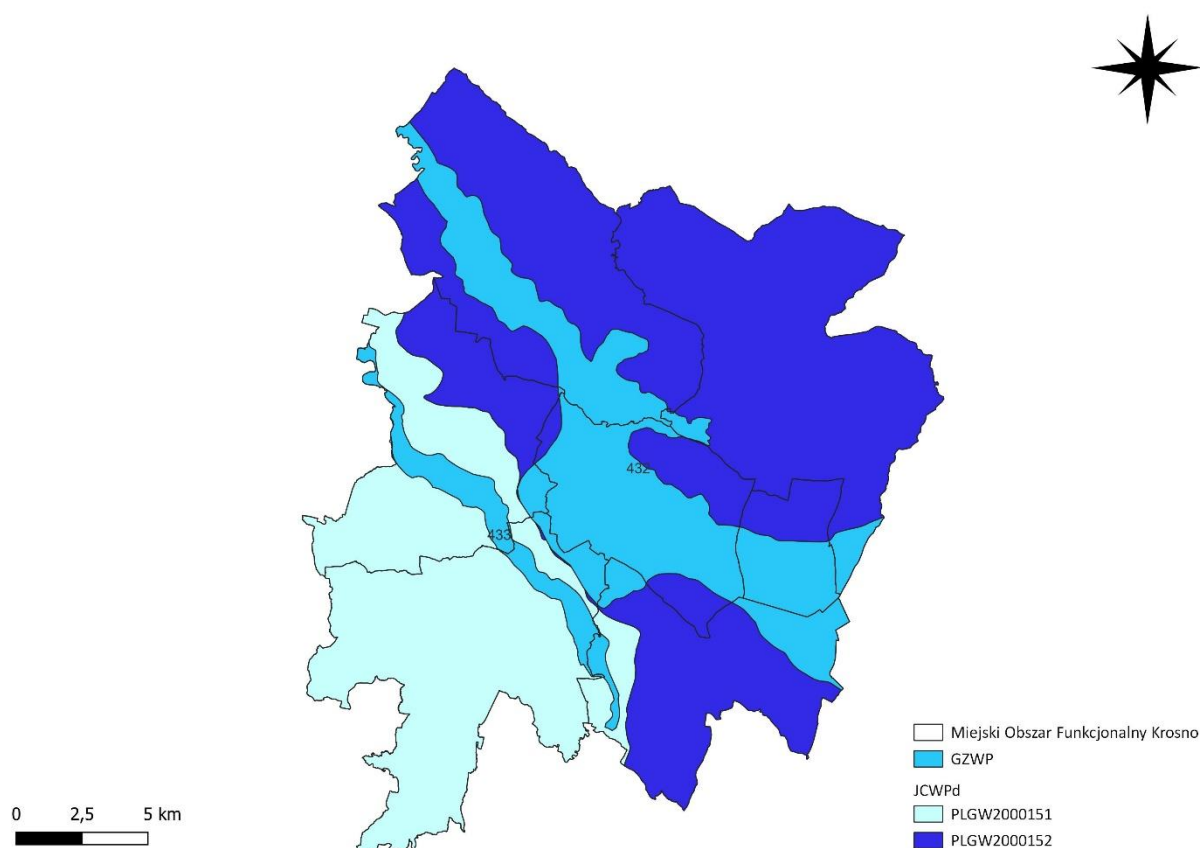 432
433
Miejski Obszar Funkcjonalny Krosno
GZWP
JCWPd
PLGW2000151
PLGW2000152
0 2,5 5 km